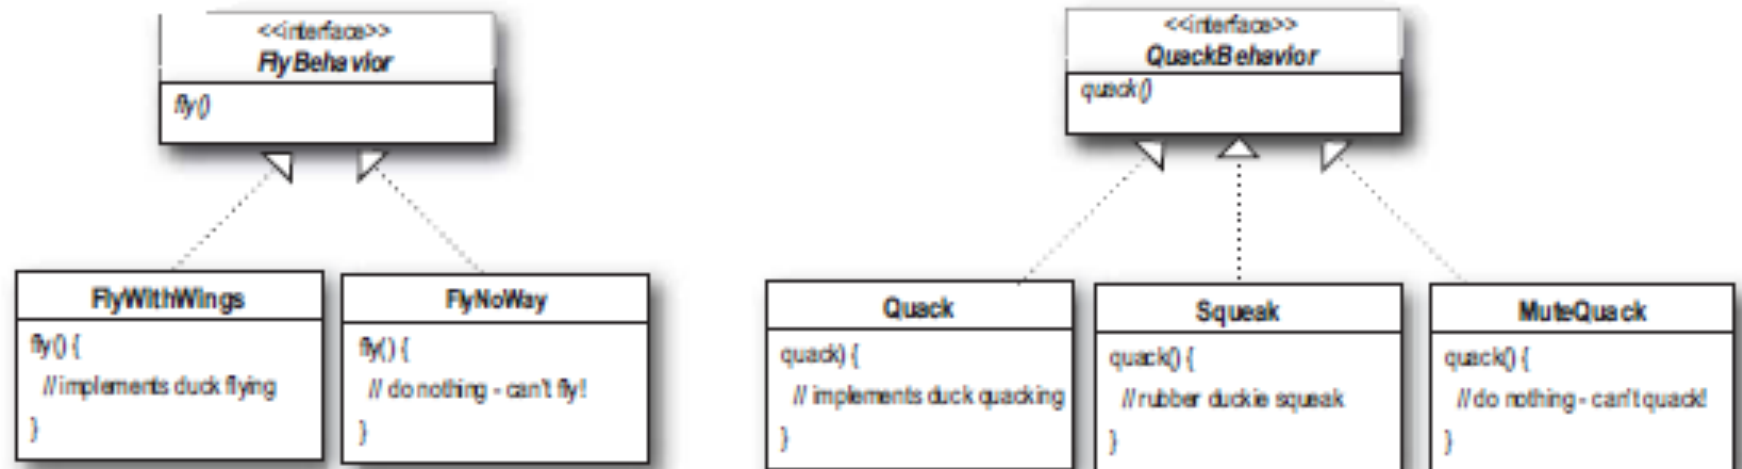 <<interface>>
FlyBehavior
fly()
<<interface>>
QuackBehavior
quack()
FlyWithWings
fly() {
//implements duck flying
}
FlyNoWay
fly() {
// do nothing - can't fly!
}
Quack
quack) {
// implements duck quacking
}
Squeak
quack() {
//rubber duckie squeak
}
MuteQuack
quack() {
//do nothing - can't quack!
}